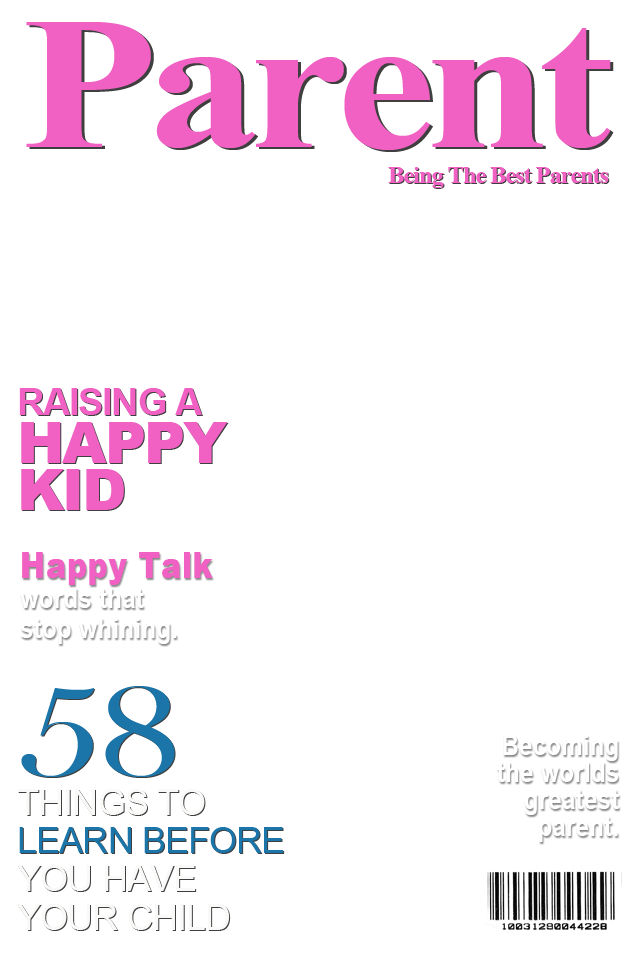 Parent
Being The Best Parents
RAISING A
HAPPY
KID
Happy Talk
words that
stop whining.
58
THINGS TO
LEARN BEFORE
YOU HAVE
YOUR CHILD
Becoming
the worlds
greatest
parent.
10031290044228